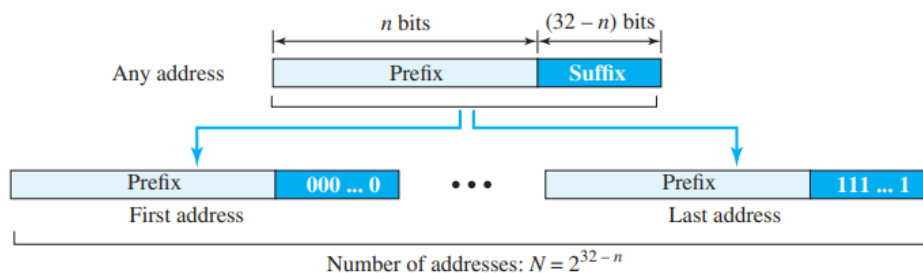 n bits (32 – n) bits
Any address Prefix Suffix
Prefix 000 ... 0 ••• Prefix 111 ... 1
First address Last address
Number of addresses: N = 2^{32 – n}